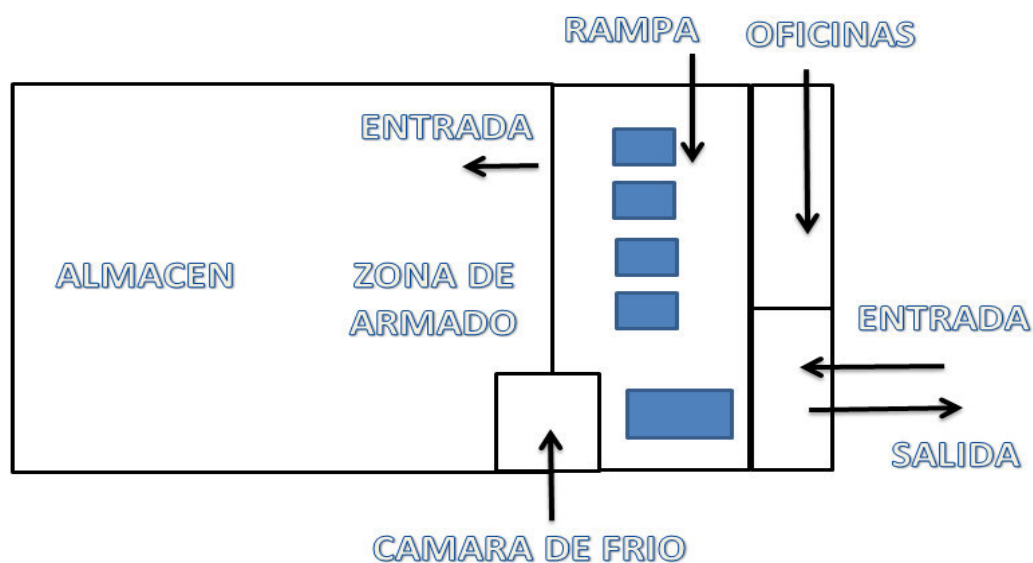 RAMPA
OFICINAS
ENTRADA
ALMACEN
ZONA DE
ARMADO
ENTRADA
SALIDA
CAMARA DE FRIO